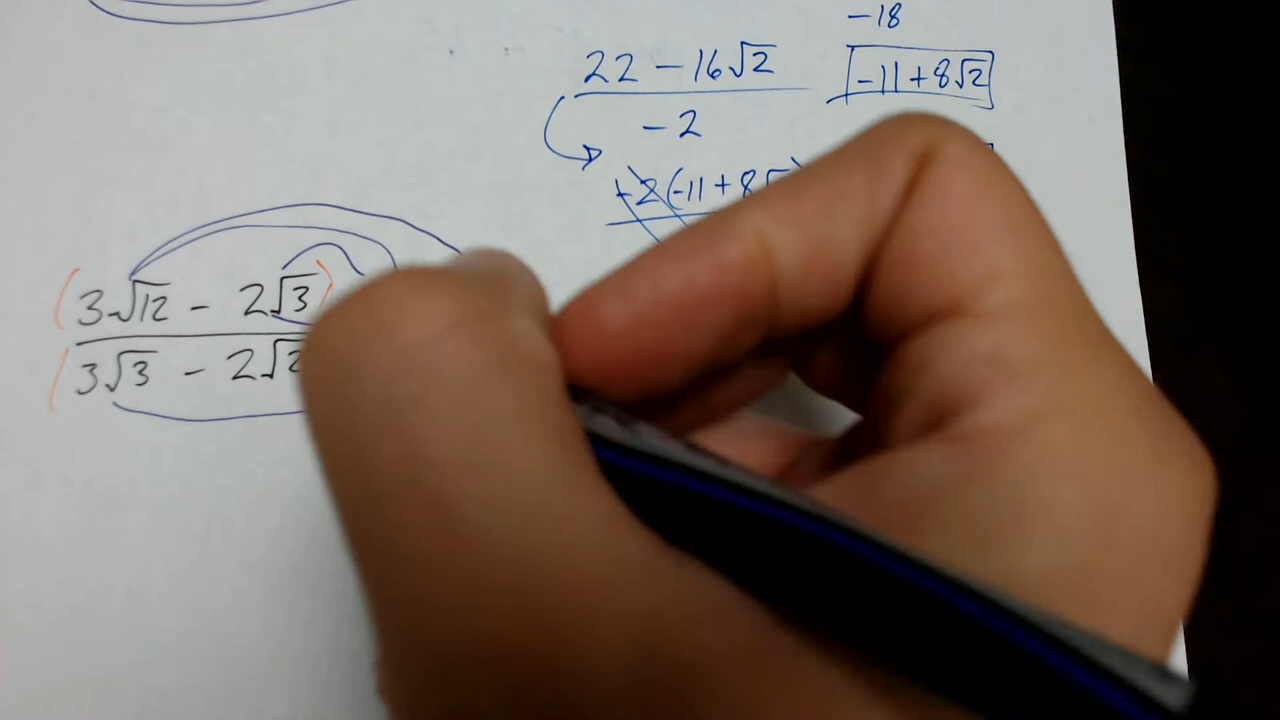 -18
22 - 16√2
-11 + 8√2
-2
-2(-11 + 8√
(3√12 - 2√3)
(3√3 - 2√2